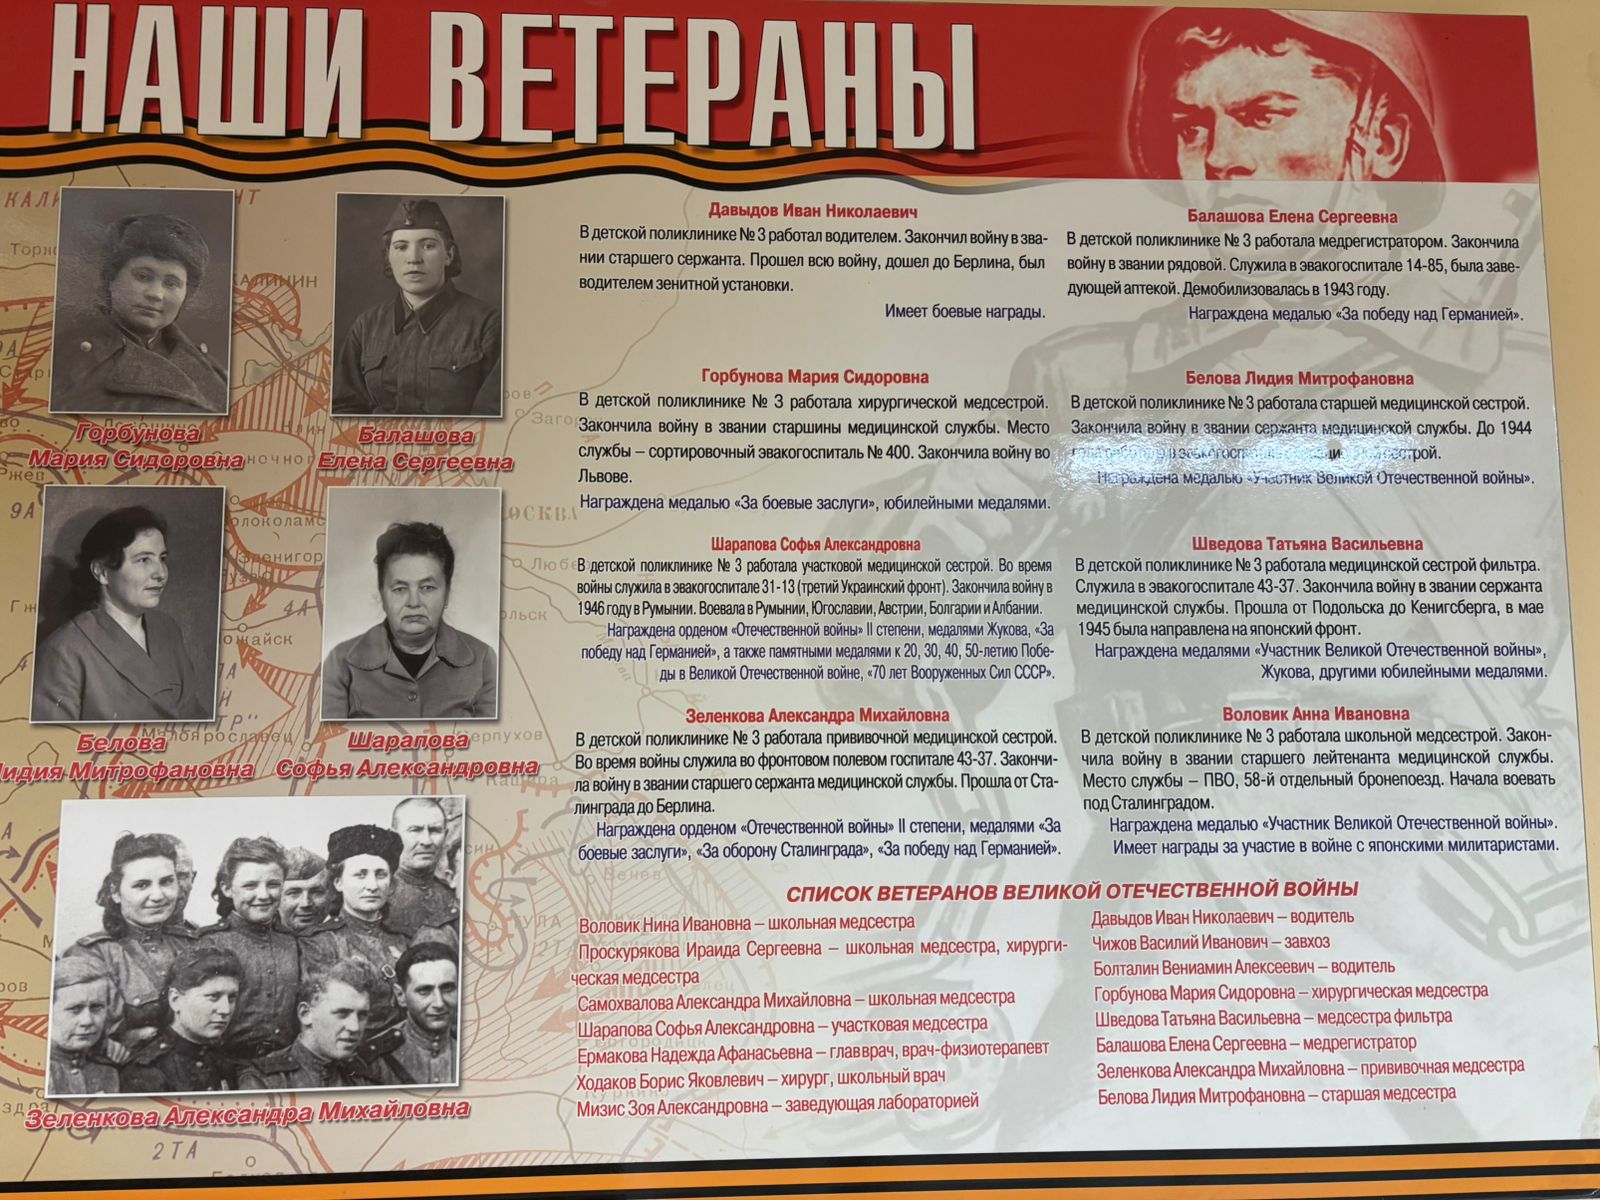 НАШИ ВЕТЕРАНЫ
Горбунова
Мария Сидоровна
Балашова
Елена Сергеевна
Белова
Лидия Митрофановна
Шарапова
Софья Александровна
Зеленкова Александра Михайловна
Давыдов Иван Николаевич
В детской поликлинике № 3 работал водителем. Закончил войну в зва-
нии старшего сержанта. Прошел всю войну, дошел до Берлина, был
водителем зенитной установки.
Имеет боевые награды.
Горбунова Мария Сидоровна
В детской поликлинике № 3 работала хирургической медсестрой.
Закончила войну в звании старшины медицинской службы. Место
службы – сортировочный эвакогоспиталь № 400. Закончила войну во
Львове.
Награждена медалью «За боевые заслуги», юбилейными медалями.
Шарапова Софья Александровна
В детской поликлинике № 3 работала участковой медицинской сестрой. Во время
войны служила в эвакогоспитале 31-13 (третий Украинский фронт). Закончила войну в
1946 году в Румынии. Воевала в Румынии, Югославии, Австрии, Болгарии и Албании.
Награждена орденом «Отечественной войны» II степени, медалями Жукова, «За
победу над Германией», а также памятными медалями к 20, 30, 40, 50-летию Побе-
ды в Великой Отечественной войне, «70 лет Вооруженных Сил СССР».
Зеленкова Александра Михайловна
В детской поликлинике № 3 работала прививочной медицинской сестрой.
Во время войны служила во фронтовом полевом госпитале 43-37. Закончи-
ла войну в звании старшего сержанта медицинской службы. Прошла от Ста-
линграда до Берлина.
Награждена орденом «Отечественной войны» II степени, медалями «За
боевые заслуги», «За оборону Сталинграда», «За победу над Германией».
Балашова Елена Сергеевна
В детской поликлинике № 3 работала медрегистратором. Закончила
войну в звании рядовой. Служила в эвакогоспитале 14-85, была заве-
дующей аптекой. Демобилизовалась в 1943 году.
Награждена медалью «За победу над Германией».
Белова Лидия Митрофановна
В детской поликлинике № 3 работала старшей медицинской сестрой.
Закончила войну в звании сержанта медицинской службы. До 1944
года работала в эвакогоспитале сестрой.
Награждена медалью «Участник Великой Отечественной войны».
Шведова Татьяна Васильевна
В детской поликлинике № 3 работала медицинской сестрой фильтра.
Служила в эвакогоспитале 43-37. Закончила войну в звании сержанта
медицинской службы. Прошла от Подольска до Кенигсберга, в мае
1945 была направлена на японский фронт.
Награждена медалями «Участник Великой Отечественной войны»,
Жукова, другими юбилейными медалями.
Воловик Анна Ивановна
В детской поликлинике № 3 работала школьной медсестрой. Закон-
чила войну в звании старшего лейтенанта медицинской службы.
Место службы – ПВО, 58-й отдельный бронепоезд. Начала воевать
под Сталинградом.
Награждена медалью «Участник Великой Отечественной войны».
Имеет награды за участие в войне с японскими милитаристами.
СПИСОК ВЕТЕРАНОВ ВЕЛИКОЙ ОТЕЧЕСТВЕННОЙ ВОЙНЫ
Воловик Нина Ивановна – школьная медсестра
Проскурякова Ираида Сергеевна – школьная медсестра, хирурги-
ческая медсестра
Самохвалова Александра Михайловна – школьная медсестра
Шарапова Софья Александровна – участковая медсестра
Ермакова Надежда Афанасьевна – главврач, врач-физиотерапевт
Ходаков Борис Яковлевич – хирург, школьный врач
Мизис Зоя Александровна – заведующая лабораторией
Давыдов Иван Николаевич – водитель
Чижов Василий Иванович – завхоз
Болталин Вениамин Алексеевич – водитель
Горбунова Мария Сидоровна – хирургическая медсестра
Шведова Татьяна Васильевна – медсестра фильтра
Балашова Елена Сергеевна – медрегистратор
Зеленкова Александра Михайловна – прививочная медсестра
Белова Лидия Митрофановна – старшая медсестра
КАЛИНИН
МОСКВА
Малоярославец
Серпухов
Кашира
Венев
2 ТА